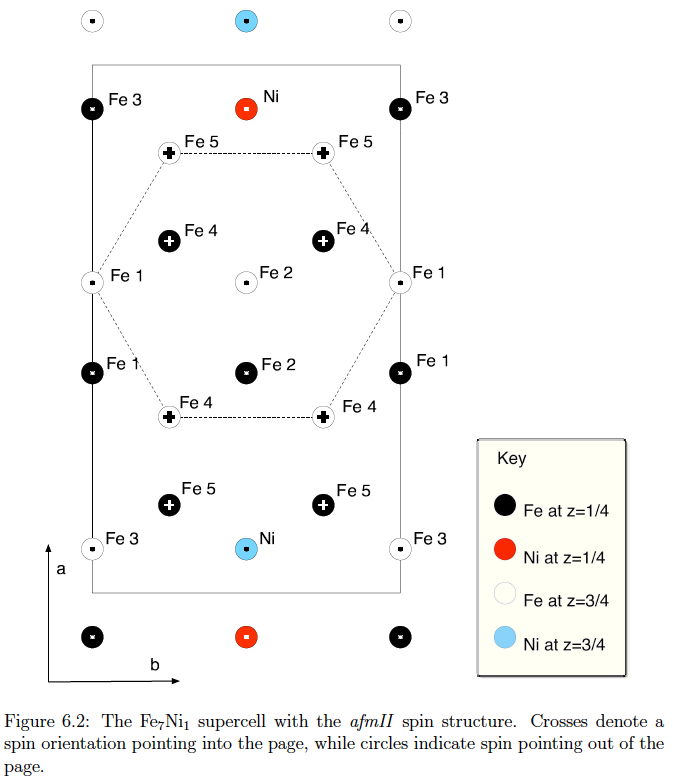 Fe 3
Ni
Fe 3
Fe 5
Fe 5
Fe 4
Fe 4
Fe 1
Fe 2
Fe 1
Fe 1
Fe 2
Fe 1
Fe 4
Fe 4
Fe 5
Fe 5
Fe 3
Ni
Fe 3
a
b
Key
Fe at z=1/4
Ni at z=1/4
Fe at z=3/4
Ni at z=3/4
Figure 6.2: The Fe₇Ni₁ supercell with the afmII spin structure. Crosses denote a
spin orientation pointing into the page, while circles indicate spin pointing out of the
page.